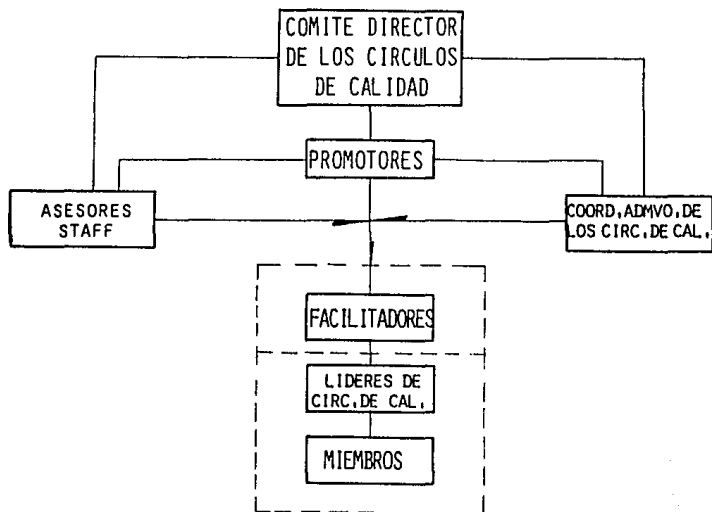 COMITE DIRECTOR
DE LOS CIRCULOS
DE CALIDAD
PROMOTORES
ASESORES
STAFF
COORD,ADMVO,DE
LOS CIRC,DE CAL,
FACILITADORES
LIDERES DE
CIRC,DE CAL,
MIEMBROS